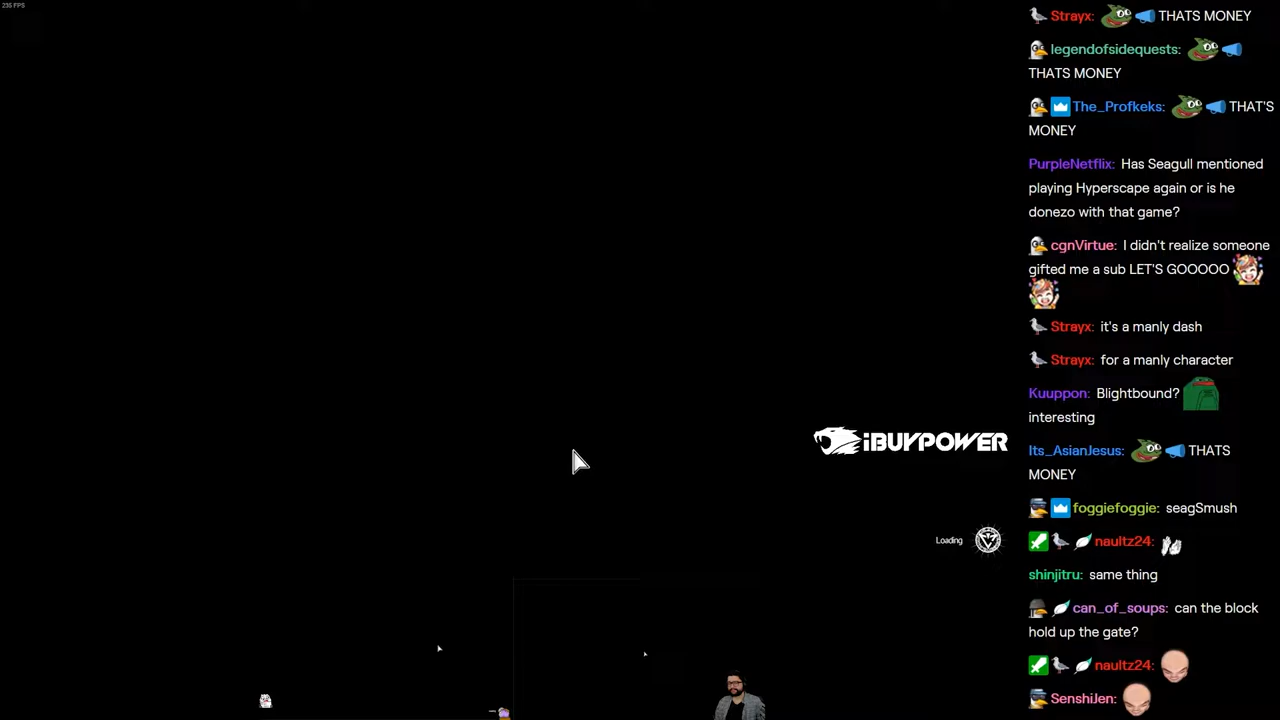 235 FPS
Strayx: THATS MONEY
legendofsidequests:
THATS MONEY
The_Profkeks: THAT'S
MONEY
PurpleNetflix: Has Seagull mentioned
playing Hyperscape again or is he
donezo with that game?
cgnVirtue: I didn't realize someone
gifted me a sub LET'S GOOOOO
Strayx: it's a manly dash
Strayx: for a manly character
Kuuppon: Blightbound?
interesting
iBUYPOWER
Its_AsianJesus: THATS
MONEY
foggiefoggie: seagSmush
Loading
naultz24:
shinjitru: same thing
can_of_soups: can the block
hold up the gate?
naultz24:
SenshiJen: